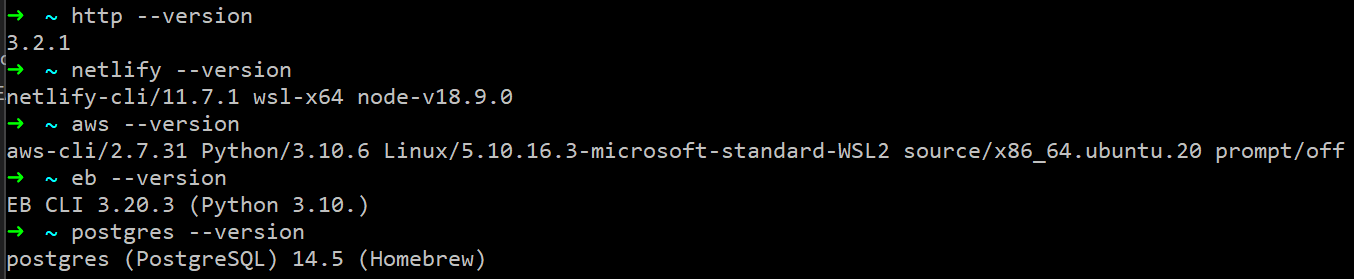 ➜ ~ http --version
3.2.1
➜ ~ netlify --version
netlify-cli/11.7.1 wsl-x64 node-v18.9.0
➜ ~ aws --version
aws-cli/2.7.31 Python/3.10.6 Linux/5.10.16.3-microsoft-standard-WSL2 source/x86_64.ubuntu.20 prompt/off
➜ ~ eb --version
EB CLI 3.20.3 (Python 3.10.)
➜ ~ postgres --version
postgres (PostgreSQL) 14.5 (Homebrew)